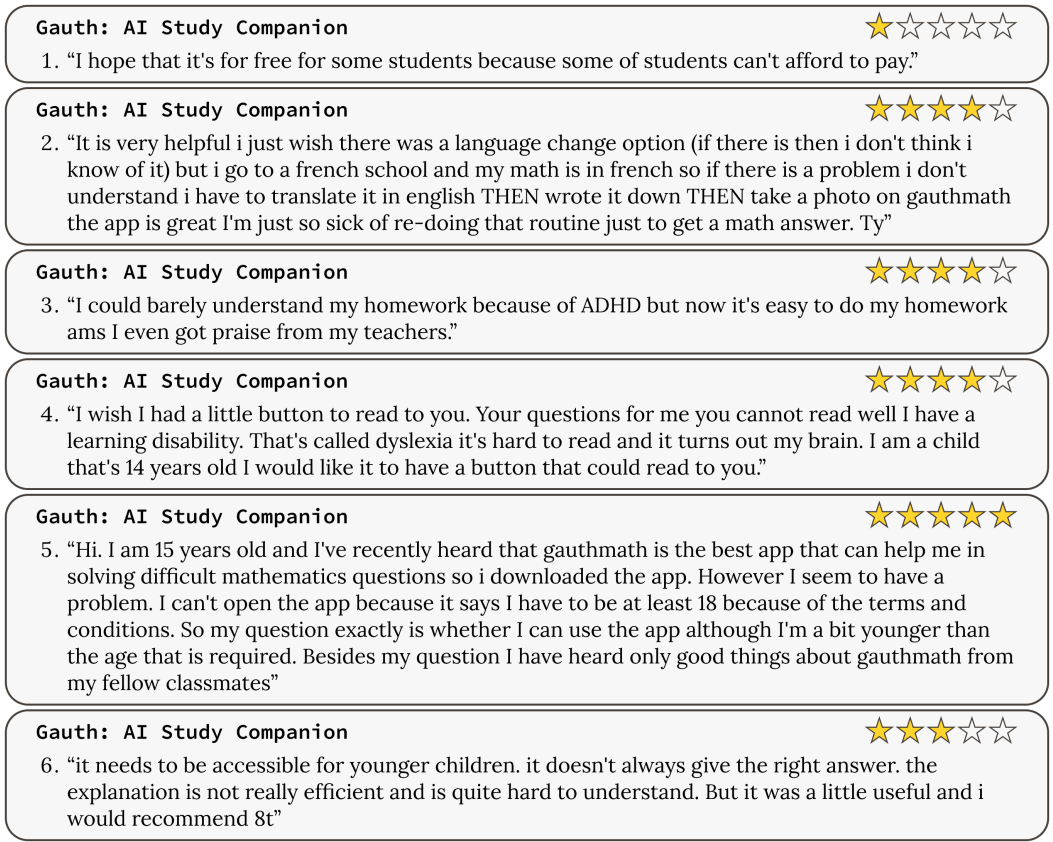 Gauth: AI Study Companion
1. “I hope that it's for free for some students because some of students can't afford to pay.”
Gauth: AI Study Companion
2. “It is very helpful i just wish there was a language change option (if there is then i don't think i
know of it) but i go to a french school and my math is in french so if there is a problem i don't
understand i have to translate it in english THEN wrote it down THEN take a photo on gauthmath
the app is great I'm just so sick of re-doing that routine just to get a math answer. Ty”
Gauth: AI Study Companion
3. “I could barely understand my homework because of ADHD but now it's easy to do my homework
ams I even got praise from my teachers.”
Gauth: AI Study Companion
4. “I wish I had a little button to read to you. Your questions for me you cannot read well I have a
learning disability. That's called dyslexia it's hard to read and it turns out my brain. I am a child
that's 14 years old I would like it to have a button that could read to you.”
Gauth: AI Study Companion
5. “Hi. I am 15 years old and I've recently heard that gauthmath is the best app that can help me in
solving difficult mathematics questions so i downloaded the app. However I seem to have a
problem. I can't open the app because it says I have to be at least 18 because of the terms and
conditions. So my question exactly is whether I can use the app although I'm a bit younger than
the age that is required. Besides my question I have heard only good things about gauthmath from
my fellow classmates”
Gauth: AI Study Companion
6. “it needs to be accessible for younger children. it doesn't always give the right answer. the
explanation is not really efficient and is quite hard to understand. But it was a little useful and i
would recommend 8t”